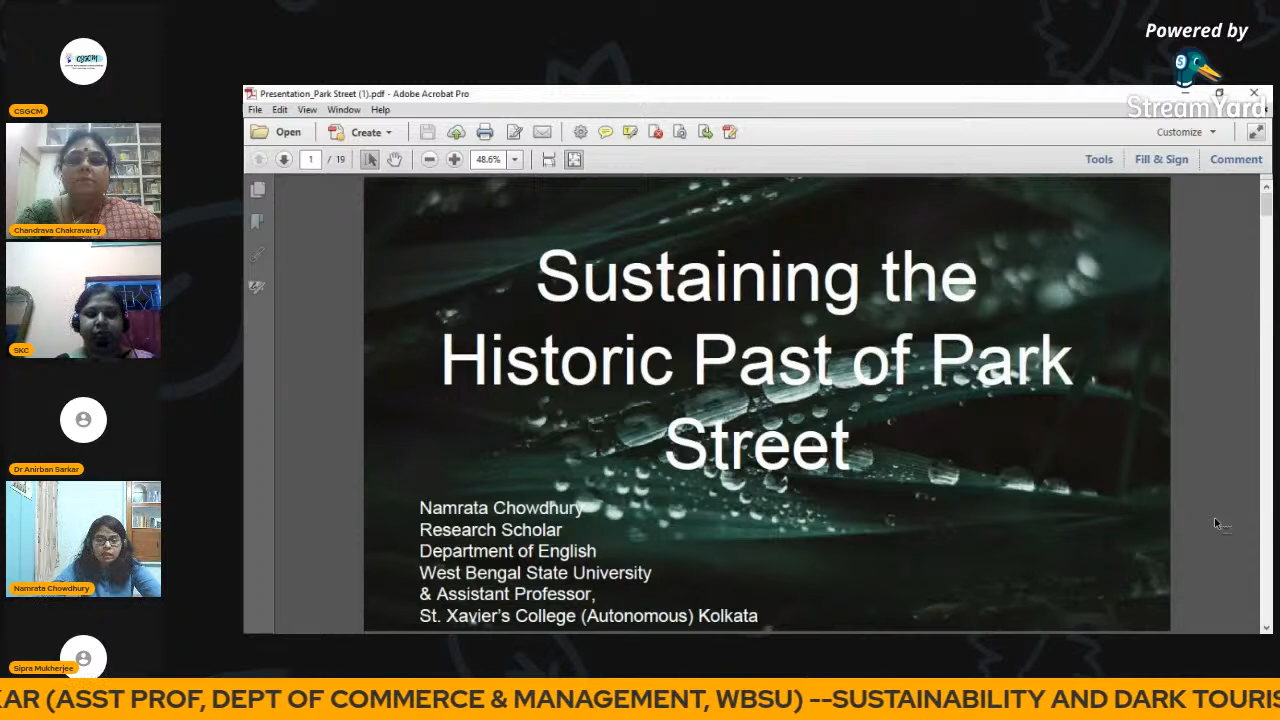 Powered by
StreamYard
CSGCM
Chandrava Chakravarty
SKC
Dr Anirban Sarkar
Namrata Chowdhury
Sipra Mukherjee
Presentation_Park Street (1).pdf - Adobe Acrobat Pro
File Edit View Window Help
Open Create Customize
1 / 19 48.6% Tools Fill & Sign Comment
Sustaining the
Historic Past of Park
Street
Namrata Chowdhury
Research Scholar
Department of English
West Bengal State University
& Assistant Professor,
St. Xavier's College (Autonomous) Kolkata
KAR (ASST PROF, DEPT OF COMMERCE & MANAGEMENT, WBSU) --SUSTAINABILITY AND DARK TOURIS